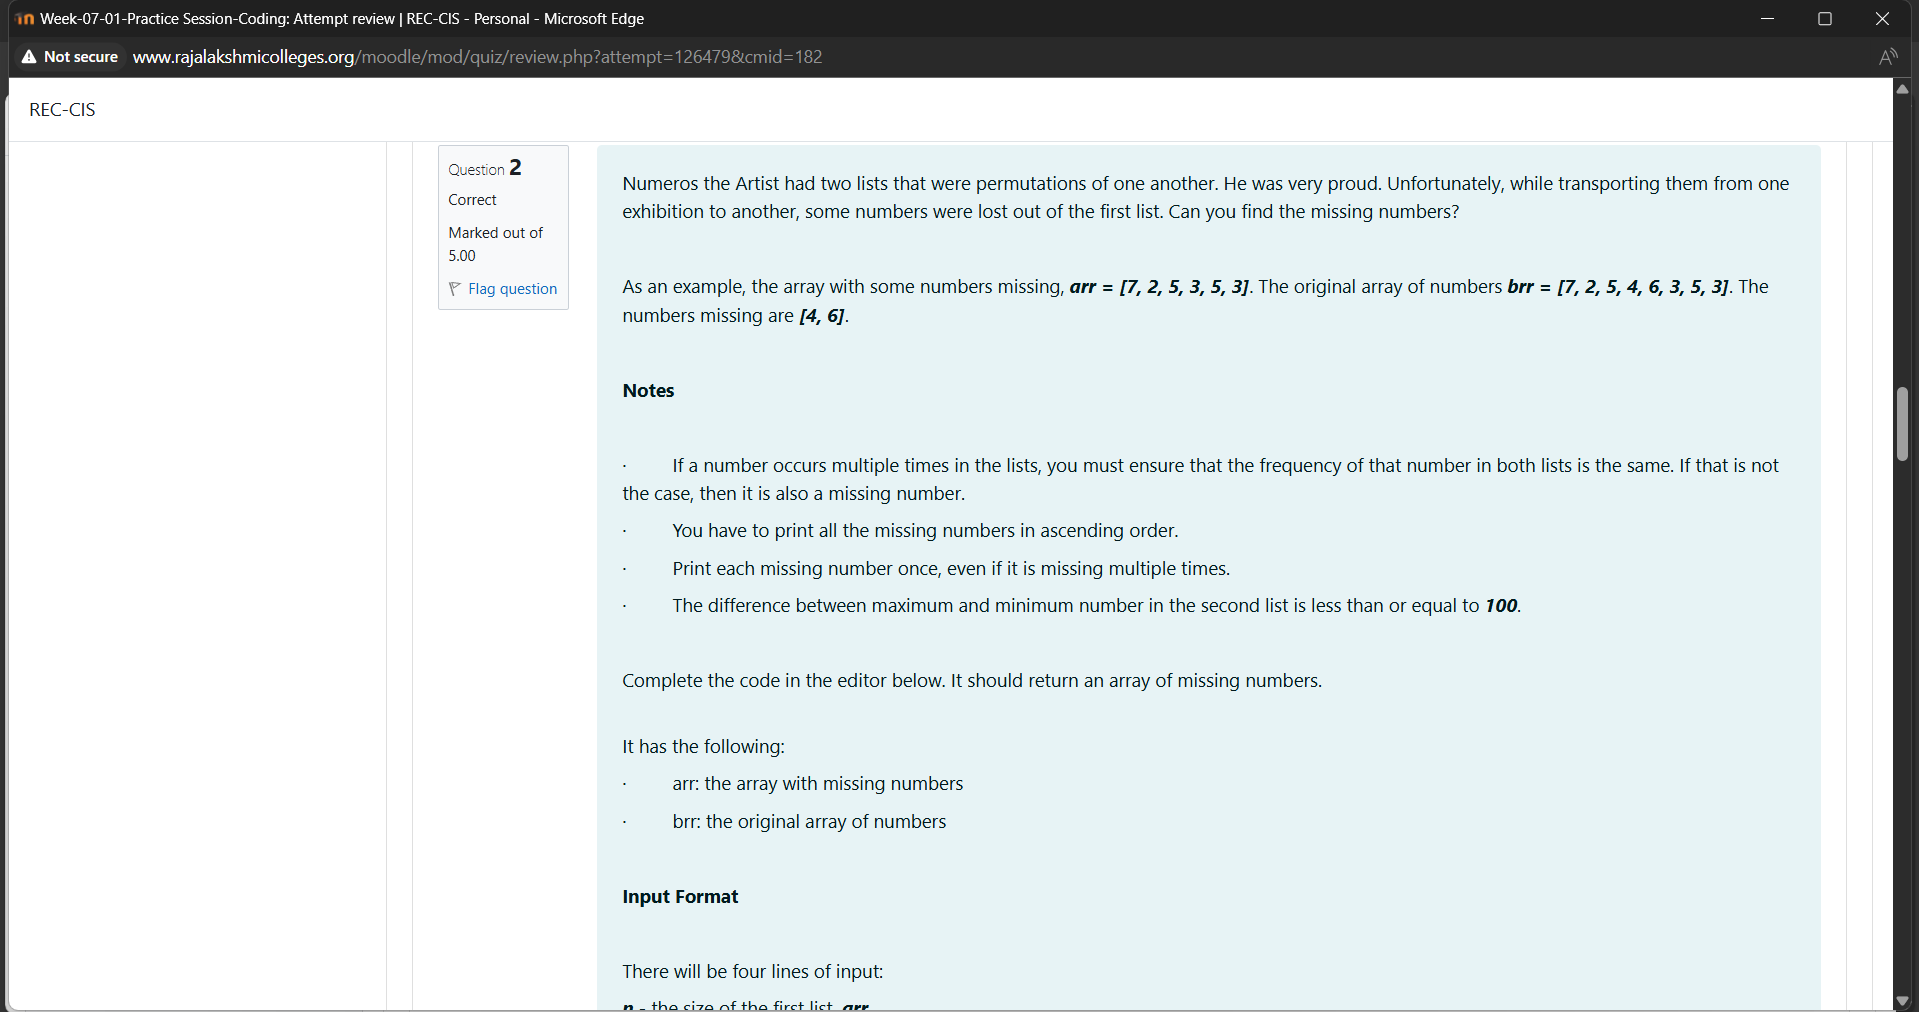 Week-07-01-Practice Session-Coding: Attempt review | REC-CIS - Personal - Microsoft Edge
Not secure www.rajalakshmicolleges.org/moodle/mod/quiz/review.php?attempt=126479&cmid=182
REC-CIS
Question 2
Correct
Marked out of
5.00
Flag question
Numeros the Artist had two lists that were permutations of one another. He was very proud. Unfortunately, while transporting them from one
exhibition to another, some numbers were lost out of the first list. Can you find the missing numbers?
As an example, the array with some numbers missing, arr = [7, 2, 5, 3, 5, 3]. The original array of numbers brr = [7, 2, 5, 4, 6, 3, 5, 3]. The
numbers missing are [4, 6].
Notes
· If a number occurs multiple times in the lists, you must ensure that the frequency of that number in both lists is the same. If that is not
the case, then it is also a missing number.
· You have to print all the missing numbers in ascending order.
· Print each missing number once, even if it is missing multiple times.
· The difference between maximum and minimum number in the second list is less than or equal to 100.
Complete the code in the editor below. It should return an array of missing numbers.
It has the following:
· arr: the array with missing numbers
· brr: the original array of numbers
Input Format
There will be four lines of input:
n - the size of the first list, arr